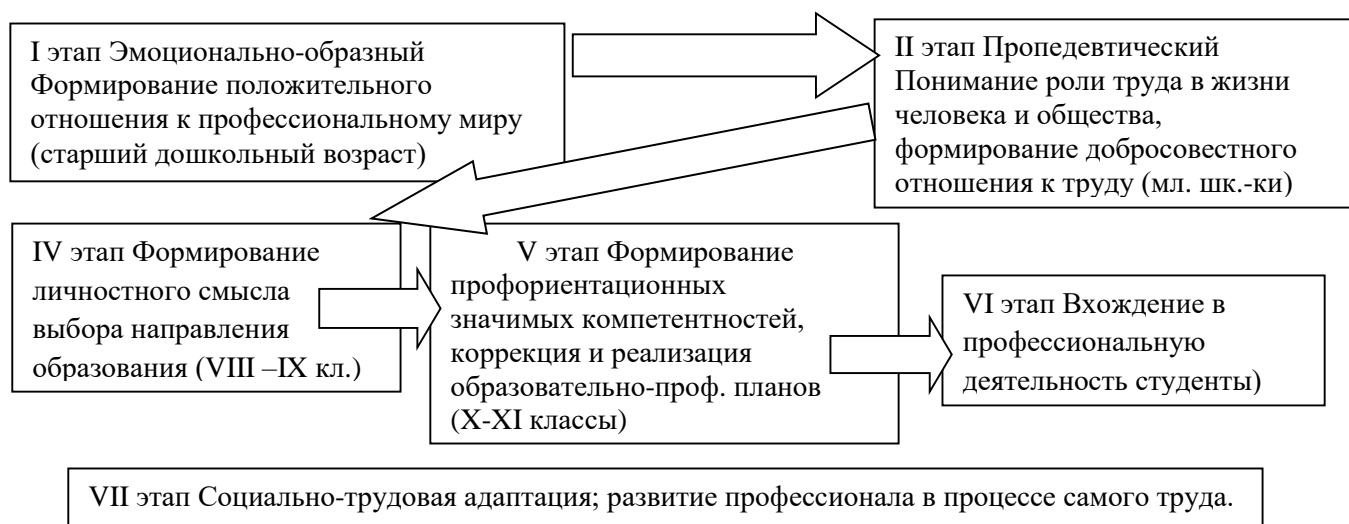 I этап Эмоционально-образный
Формирование положительного
отношения к профессиональному миру
(старший дошкольный возраст)
II этап Пропедевтический
Понимание роли труда в жизни
человека и общества,
формирование добросовестного
отношения к труду (мл. шк.-ки)
IV этап Формирование
личностного смысла
выбора направления
образования (VIII –IX кл.)
V этап Формирование
профориентационных
значимых компетентностей,
коррекция и реализация
образовательно-проф. планов
(X-XI классы)
VI этап Вхождение в
профессиональную
деятельность студенты)
VII этап Социально-трудовая адаптация; развитие профессионала в процессе самого труда.